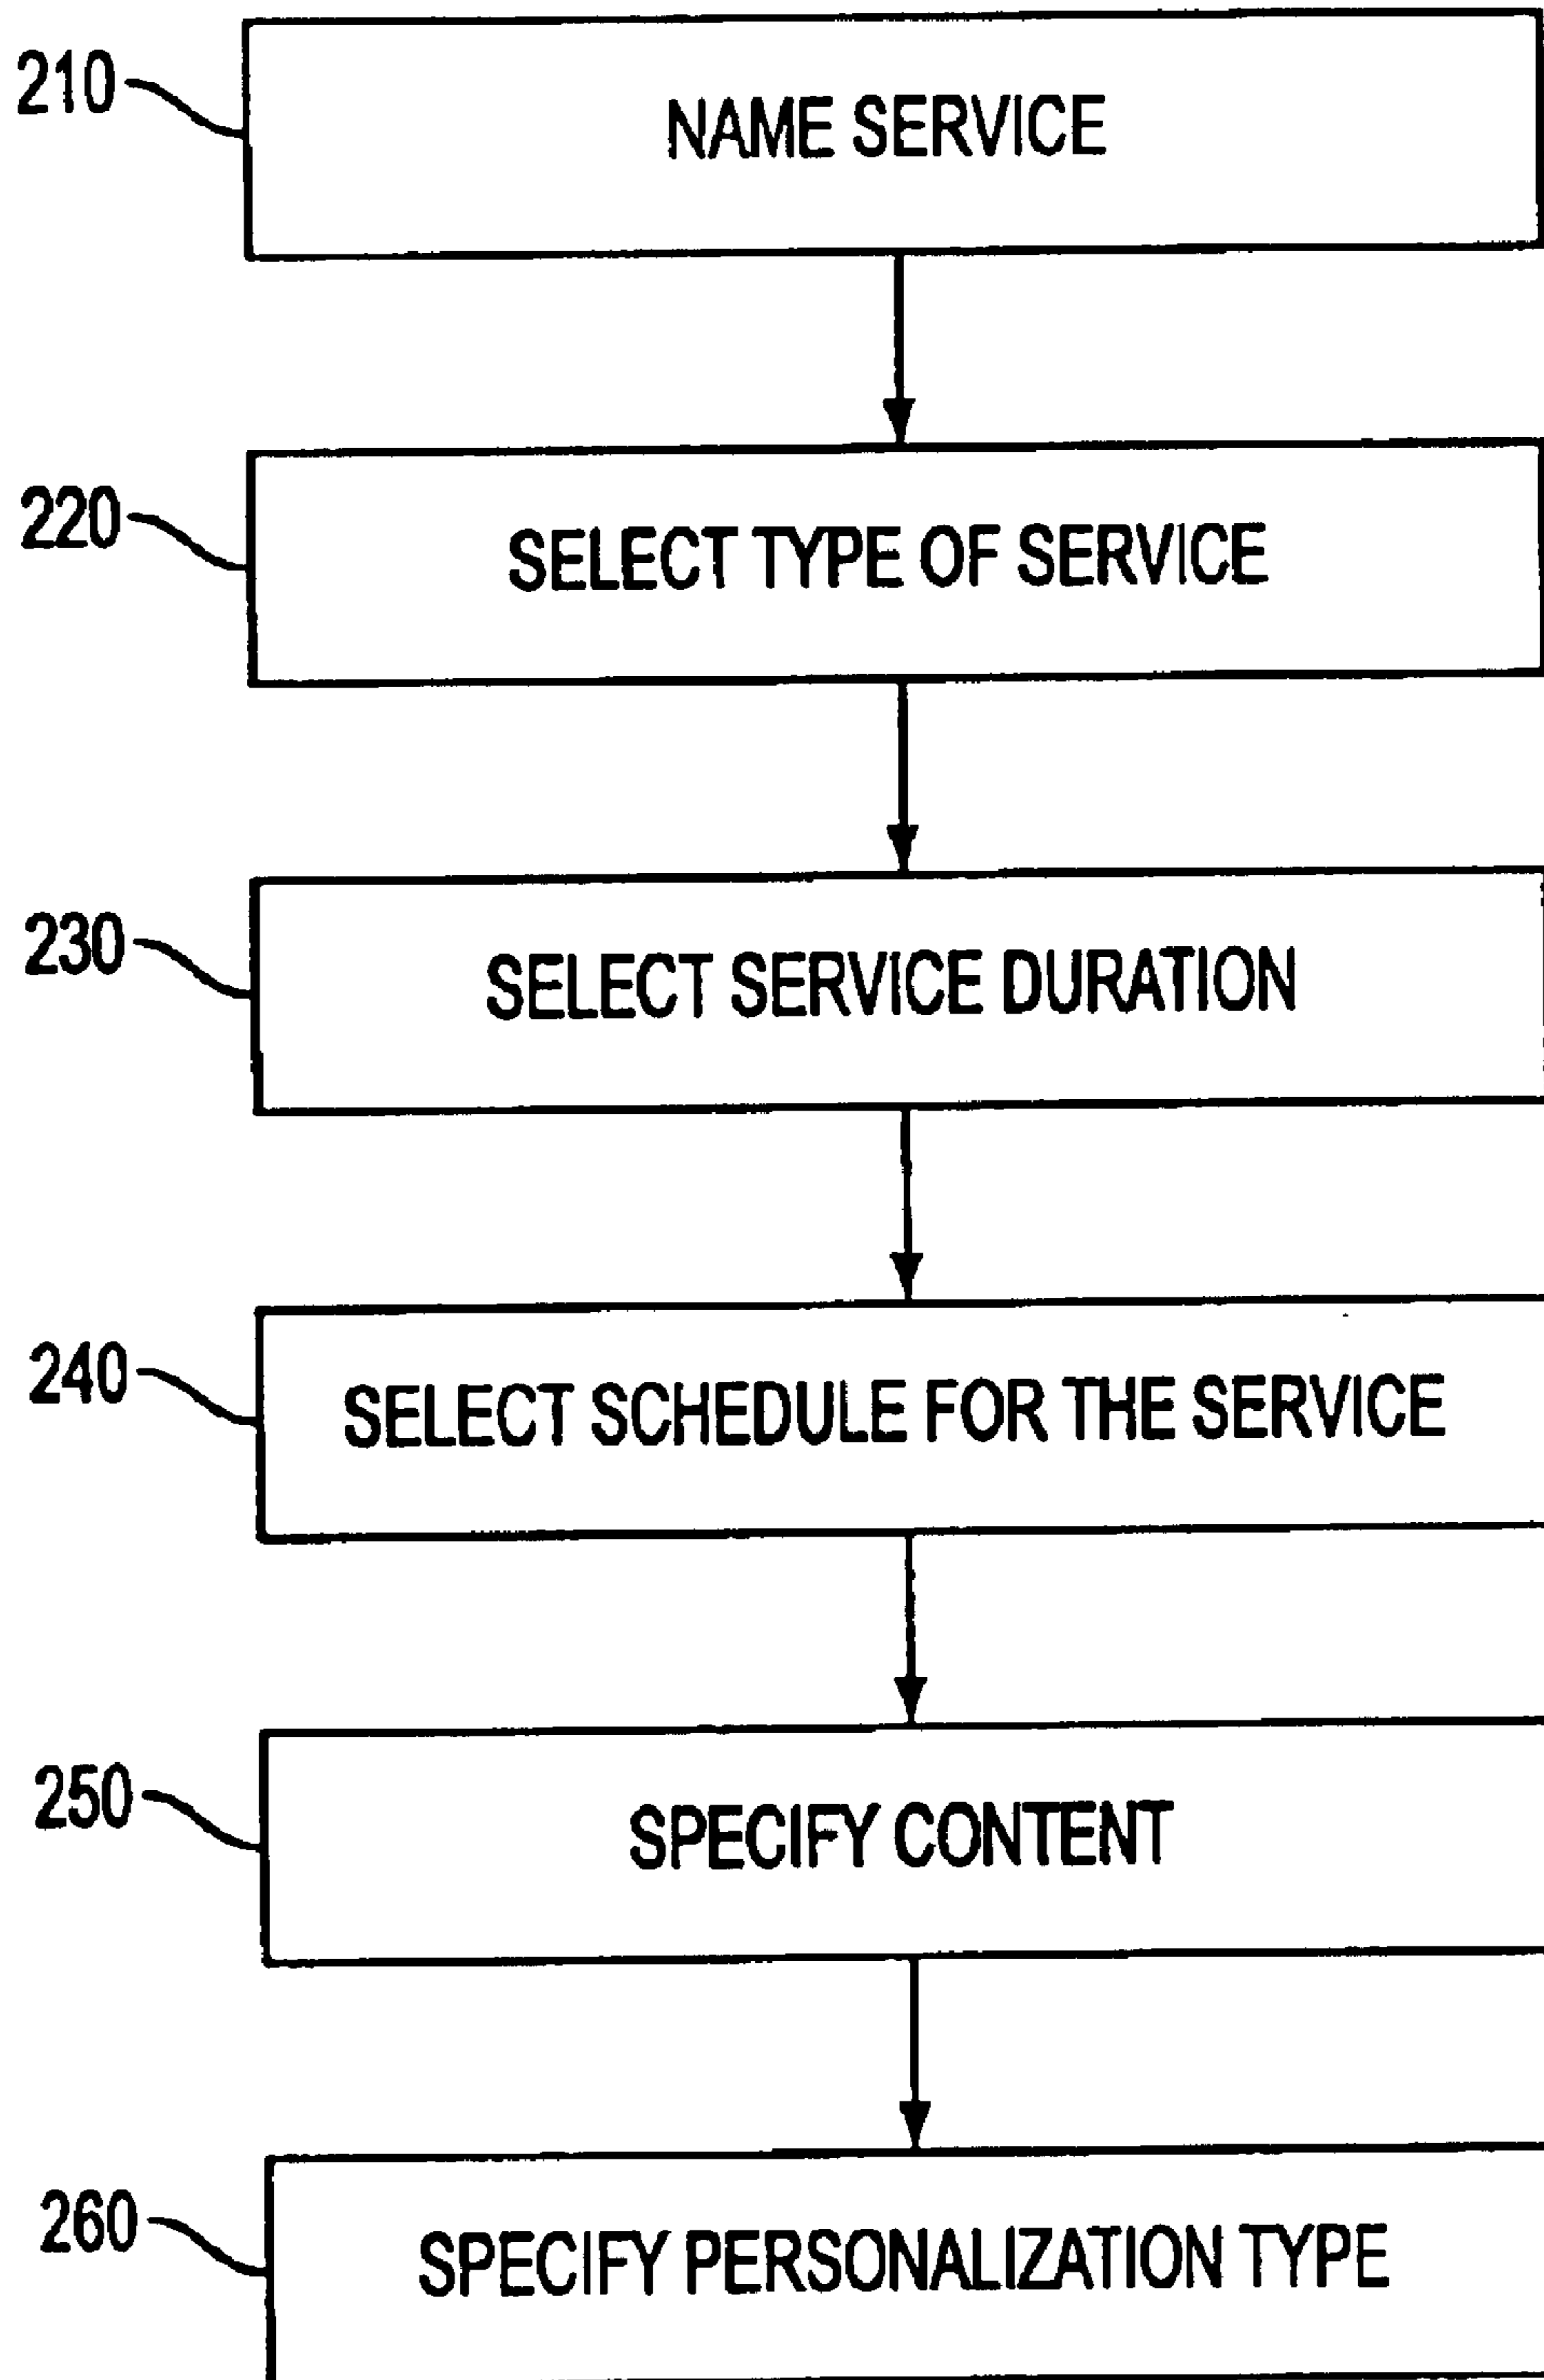 210
NAME SERVICE
220
SELECT TYPE OF SERVICE
230
SELECT SERVICE DURATION
240
SELECT SCHEDULE FOR THE SERVICE
250
SPECIFY CONTENT
260
SPECIFY PERSONALIZATION TYPE